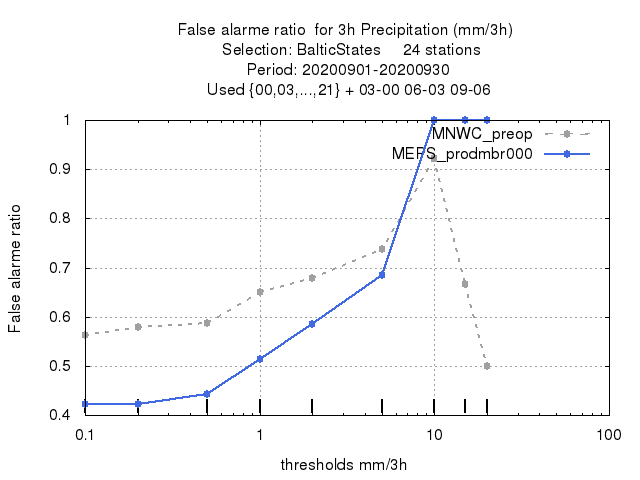 False alarme ratio for 3h Precipitation (mm/3h)
Selection: BalticStates 24 stations
Period: 20200901-20200930
Used {00,03,...,21} + 03-00 06-03 09-06
MNWC_preop
MEPS_prodmbr000
1
0.9
0.8
0.7
0.6
0.5
0.4
False alarme ratio
0.1 1 10 100
thresholds mm/3h